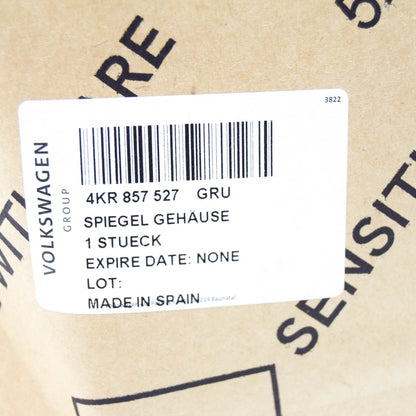 VOLKSWAGEN
GROUP
3822
4KR 857 527 GRU
SPIEGEL GEHÄUSE
1 STUECK
EXPIRE DATE: NONE
LOT:
MADE IN SPAIN
SENSITI